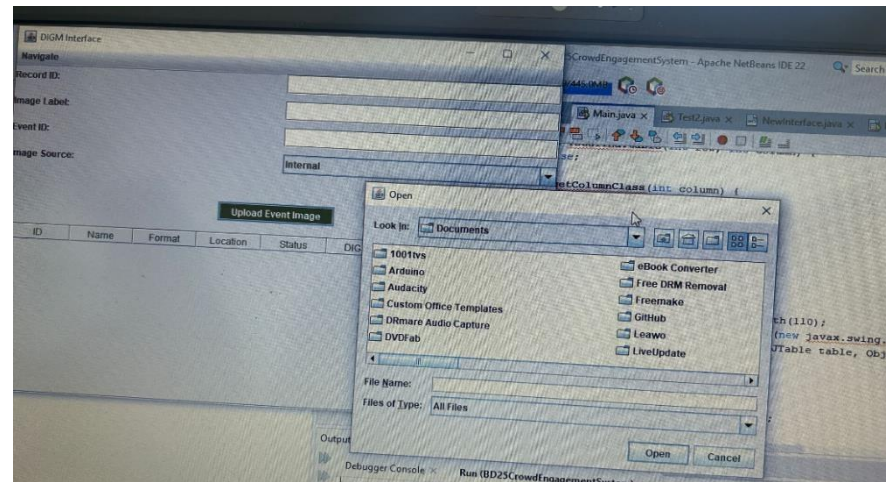 DIGM Interface
Navigate
Record ID:
Image Label:
Event ID:
Image Source:
Internal
Upload Event Image
ID Name Format Location Status DIG
5CrowdEngagementSystem - Apache NetBeans IDE 22
Search
Main.java Test2.java NewInterface.java
etColumnClass(int column) {
Open
Look In: Documents
1001tvs
Arduino
Audacity
Custom Office Templates
DRmare Audio Capture
DVDFab
eBook Converter
Free DRM Removal
Freemake
GitHub
Leawo
LiveUpdate
File Name:
Files of Type: All Files
Open Cancel
th(110);
(new javax.swing.
JTable table, Obj
Output
Debugger Console Run (BD25CrowdEngagementSystem)